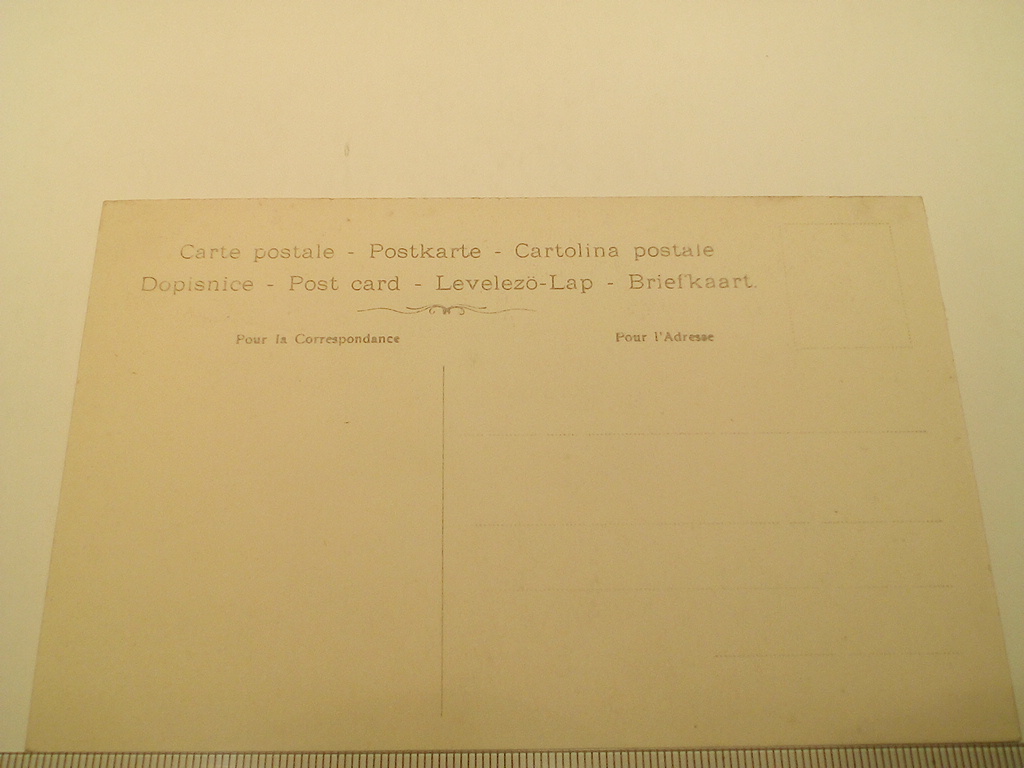 Carte postale - Postkarte - Cartolina postale
Dopisnice - Post card - Levelezö-Lap - Briefkaart.
Pour la Correspondance
Pour l'Adresse